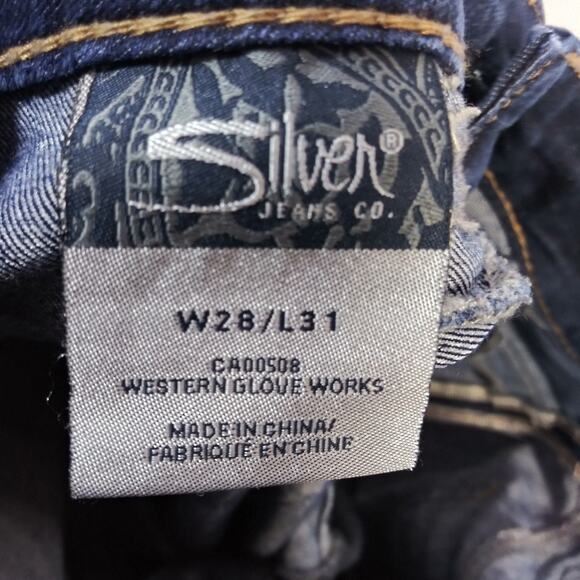 Silver®
JEANS CO.
W28/L31
CA00508
WESTERN GLOVE WORKS
MADE IN CHINA/
FABRIQUÉ EN CHINE